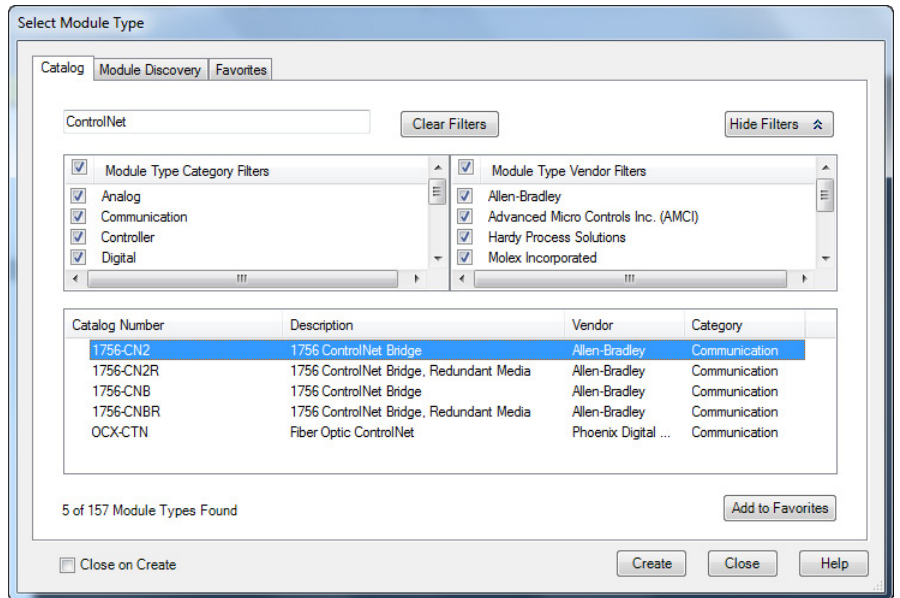 Select Module Type
Catalog Module Discovery Favorites
ControlNet Clear Filters Hide Filters
Module Type Category Filters Module Type Vendor Filters
Analog Allen-Bradley
Communication Advanced Micro Controls Inc. (AMCI)
Controller Hardy Process Solutions
Digital Molex Incorporated
Catalog Number Description Vendor Category
1756-CN2 1756 ControlNet Bridge Allen-Bradley Communication
1756-CN2R 1756 ControlNet Bridge, Redundant Media Allen-Bradley Communication
1756-CNB 1756 ControlNet Bridge Allen-Bradley Communication
1756-CNBR 1756 ControlNet Bridge, Redundant Media Allen-Bradley Communication
OCX-CTN Fiber Optic ControlNet Phoenix Digital ... Communication
5 of 157 Module Types Found Add to Favorites
Close on Create Create Close Help